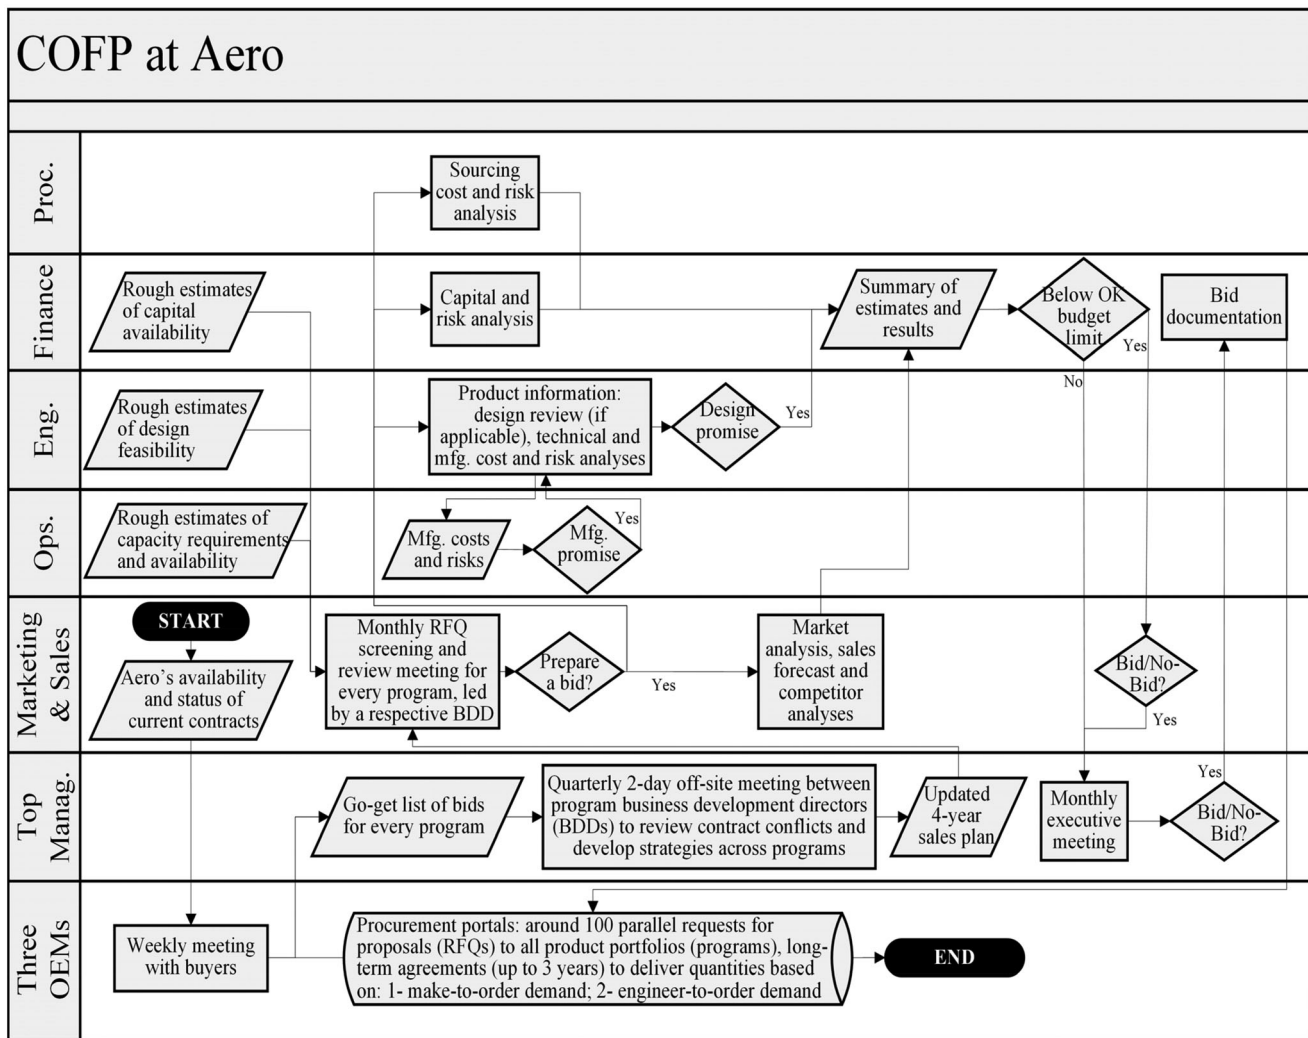 COFP at Aero
Proc.
Sourcing
cost and risk
analysis
Finance
Rough estimates
of capital
availability
Capital and
risk analysis
Summary of
estimates and
results
Below OK
budget
limit
Yes
No
Bid
documentation
Eng.
Rough estimates
of design
feasibility
Product information:
design review (if
applicable), technical and
mfg. cost and risk analyses
Design
promise
Yes
Ops.
Rough estimates of
capacity requirements
and availability
Mfg. costs
and risks
Mfg.
promise
Yes
Marketing
& Sales
START
Aero's availability
and status of
current contracts
Monthly RFQ
screening and
review meeting for
every program, led
by a respective BDD
Prepare
a bid?
Yes
Market
analysis, sales
forecast and
competitor
analyses
Bid/No-
Bid?
Yes
Top
Manag.
Go-get list of bids
for every program
Quarterly 2-day off-site meeting between
program business development directors
(BDDs) to review contract conflicts and
develop strategies across programs
Updated
4-year
sales plan
Monthly
executive
meeting
Yes
Bid/No-
Bid?
Three
OEMs
Weekly meeting
with buyers
Procurement portals: around 100 parallel requests for
proposals (RFQs) to all product portfolios (programs), long-
term agreements (up to 3 years) to deliver quantities based
on: 1- make-to-order demand; 2- engineer-to-order demand
END